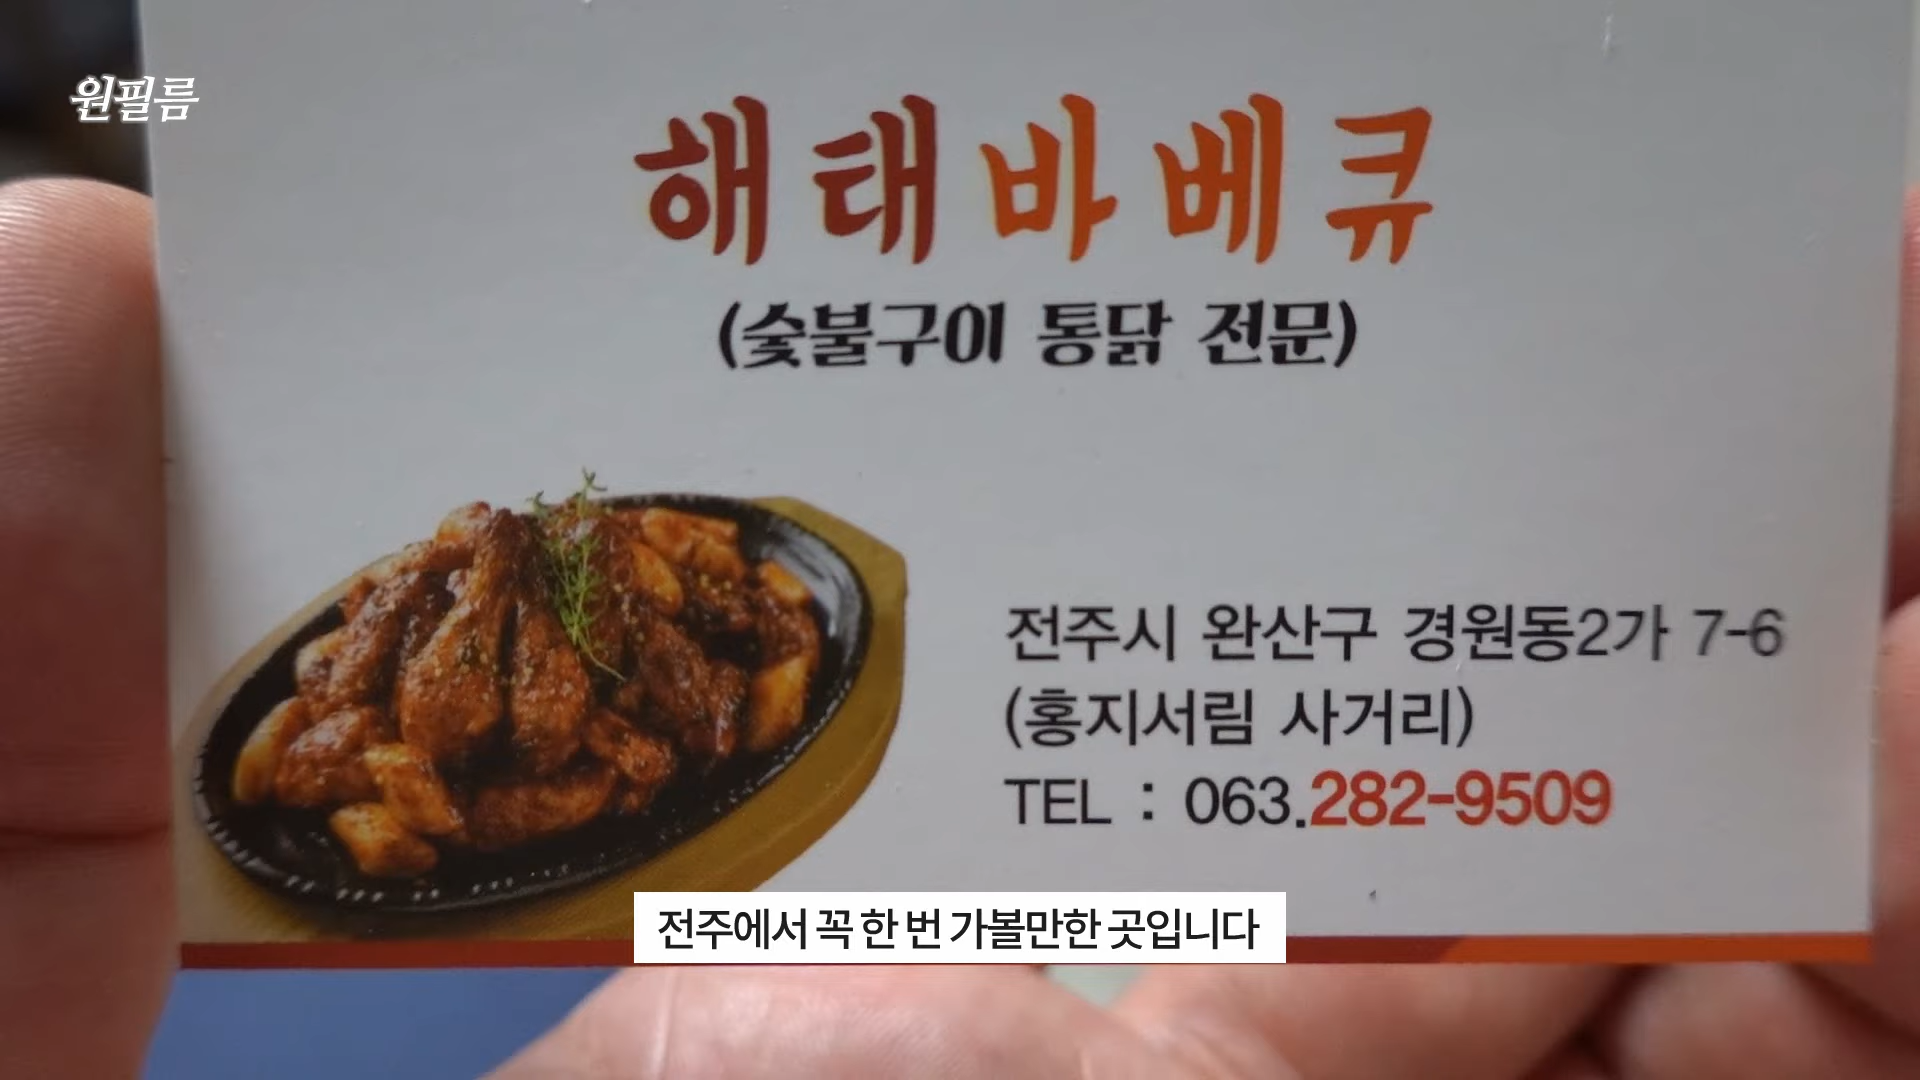 원필름
해태바베큐
(숯불구이 통닭 전문)
전주시 완산구 경원동2가 7-6
(홍지서림 사거리)
TEL : 063.282-9509
전주에서 꼭 한 번 가볼만한 곳입니다